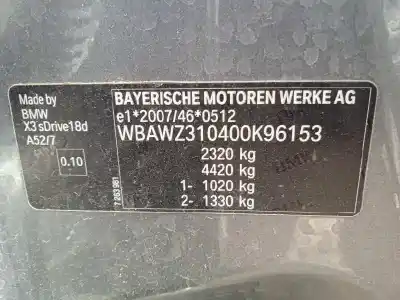 Made by
BMW
X3 sDrive18d
A52/7
0.10
BAYERISCHE MOTOREN WERKE AG
e1*2007/46*0512
WBAWZ310400K96153
2320 kg
4420 kg
1- 1020 kg
2- 1330 kg